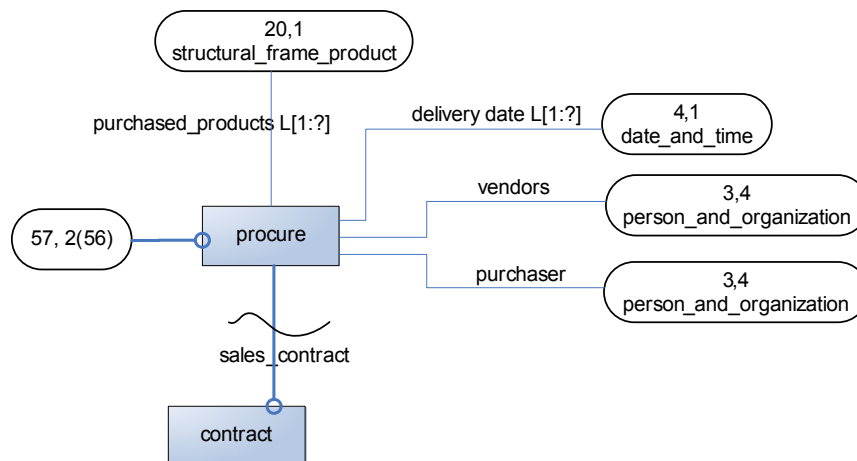 20,1
structural_frame_product
purchased_products L[1:?]
delivery date L[1:?]
4,1
date_and_time
vendors
3,4
person_and_organization
57, 2(56)
procure
purchaser
3,4
person_and_organization
sales_contract
contract